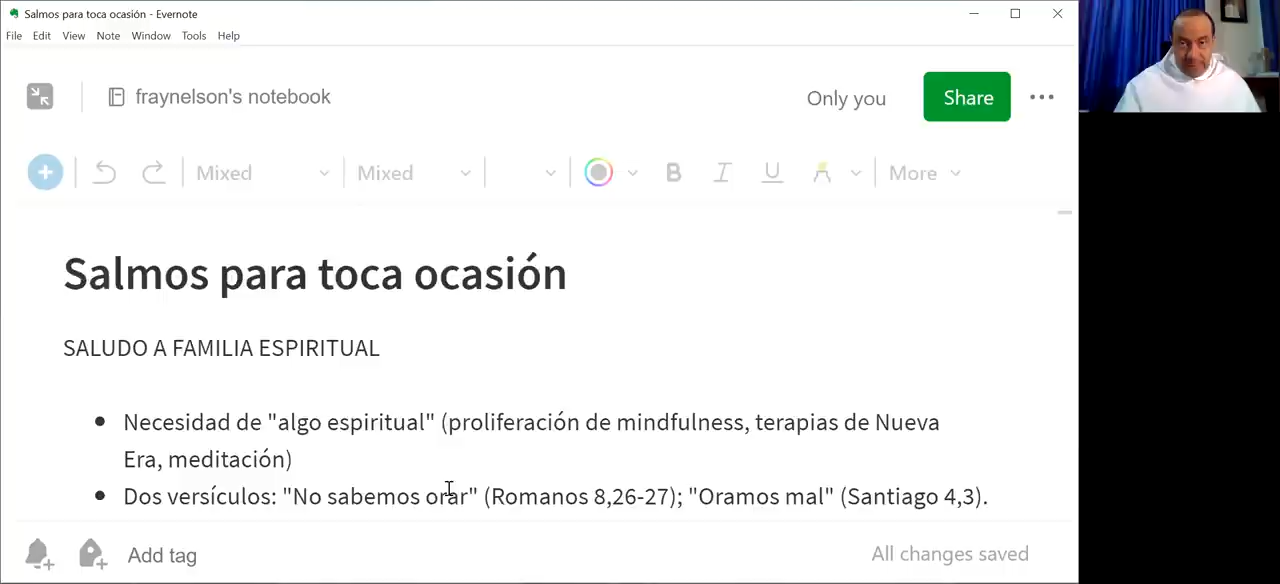 Salmos para toca ocasión - Evernote
File Edit View Note Window Tools Help
fraynelson's notebook
Only you
Share
Mixed
Mixed
B I U
More
Salmos para toca ocasión
SALUDO A FAMILIA ESPIRITUAL
• Necesidad de "algo espiritual" (proliferación de mindfulness, terapias de Nueva
Era, meditación)
• Dos versículos: "No sabemos orar" (Romanos 8,26-27); "Oramos mal" (Santiago 4,3).
Add tag
All changes saved